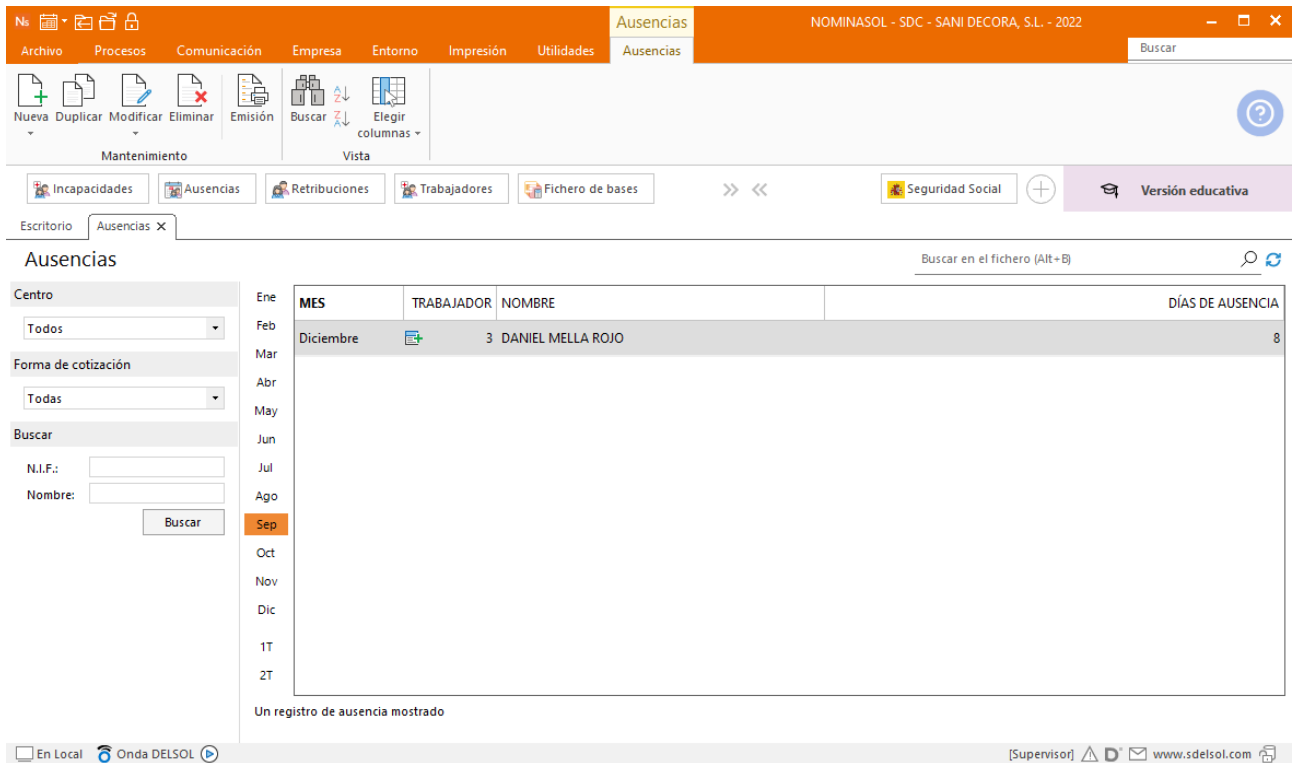 Ns Ausencias NOMINASOL - SDC - SANI DECORA, S.L. - 2022
Archivo Procesos Comunicación Empresa Entorno Impresión Utilidades Ausencias Buscar
Nueva Duplicar Modificar Eliminar Emisión Buscar Elegir columnas
Mantenimiento Vista
Incapacidades Ausencias Retribuciones Trabajadores Fichero de bases Seguridad Social Versión educativa
Escritorio Ausencias
Ausencias Buscar en el fichero (Alt+B)
Centro
Todos
Forma de cotización
Todas
Buscar
N.I.F.:
Nombre:
Buscar
Ene
Feb
Mar
Abr
May
Jun
Jul
Ago
Sep
Oct
Nov
Dic
1T
2T
MES TRABAJADOR NOMBRE DÍAS DE AUSENCIA
Diciembre 3 DANIEL MELLA ROJO 8
Un registro de ausencia mostrado
En Local Onda DELSOL [Supervisor] D www.sdelsol.com